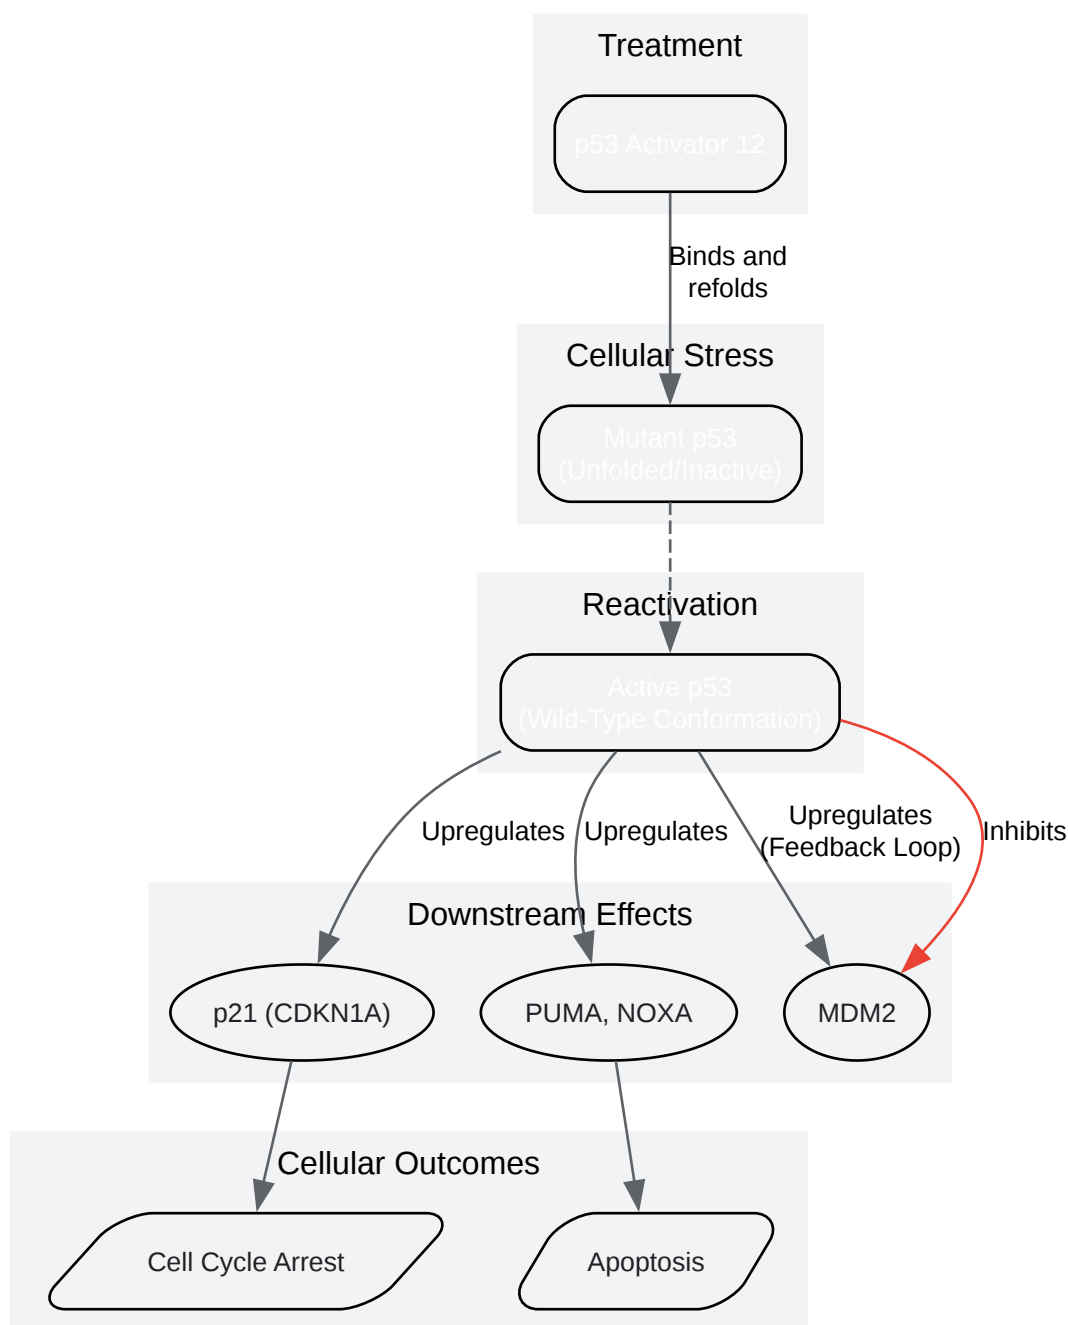 Treatment
p53 Activator 12
Binds and
refolds
Cellular Stress
Mutant p53
(Unfolded/Inactive)
Reactivation
Active p53
(Wild-Type Conformation)
Upregulates
Upregulates
Upregulates
(Feedback Loop)
Inhibits
Downstream Effects
p21 (CDKN1A)
PUMA, NOXA
MDM2
Cellular Outcomes
Cell Cycle Arrest
Apoptosis